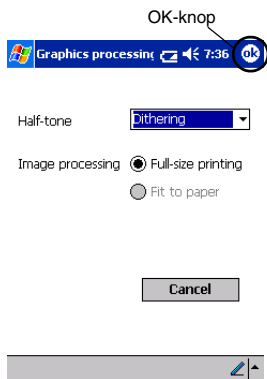 OK-knop
Graphics processing 7:36 ok
Half-tone Dithering
Image processing Full-size printing
Fit to paper
Cancel